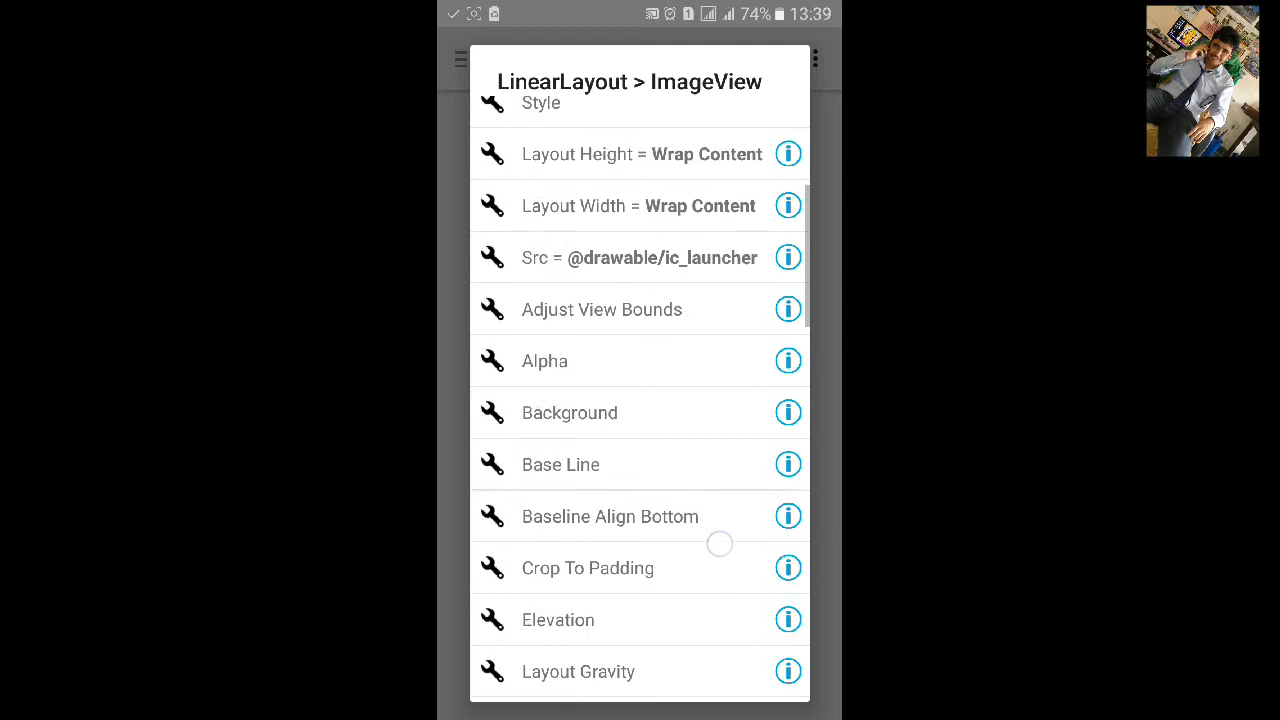 74% 13:39
LinearLayout > ImageView
Style
Layout Height = Wrap Content
Layout Width = Wrap Content
Src = @drawable/ic_launcher
Adjust View Bounds
Alpha
Background
Base Line
Baseline Align Bottom
Crop To Padding
Elevation
Layout Gravity